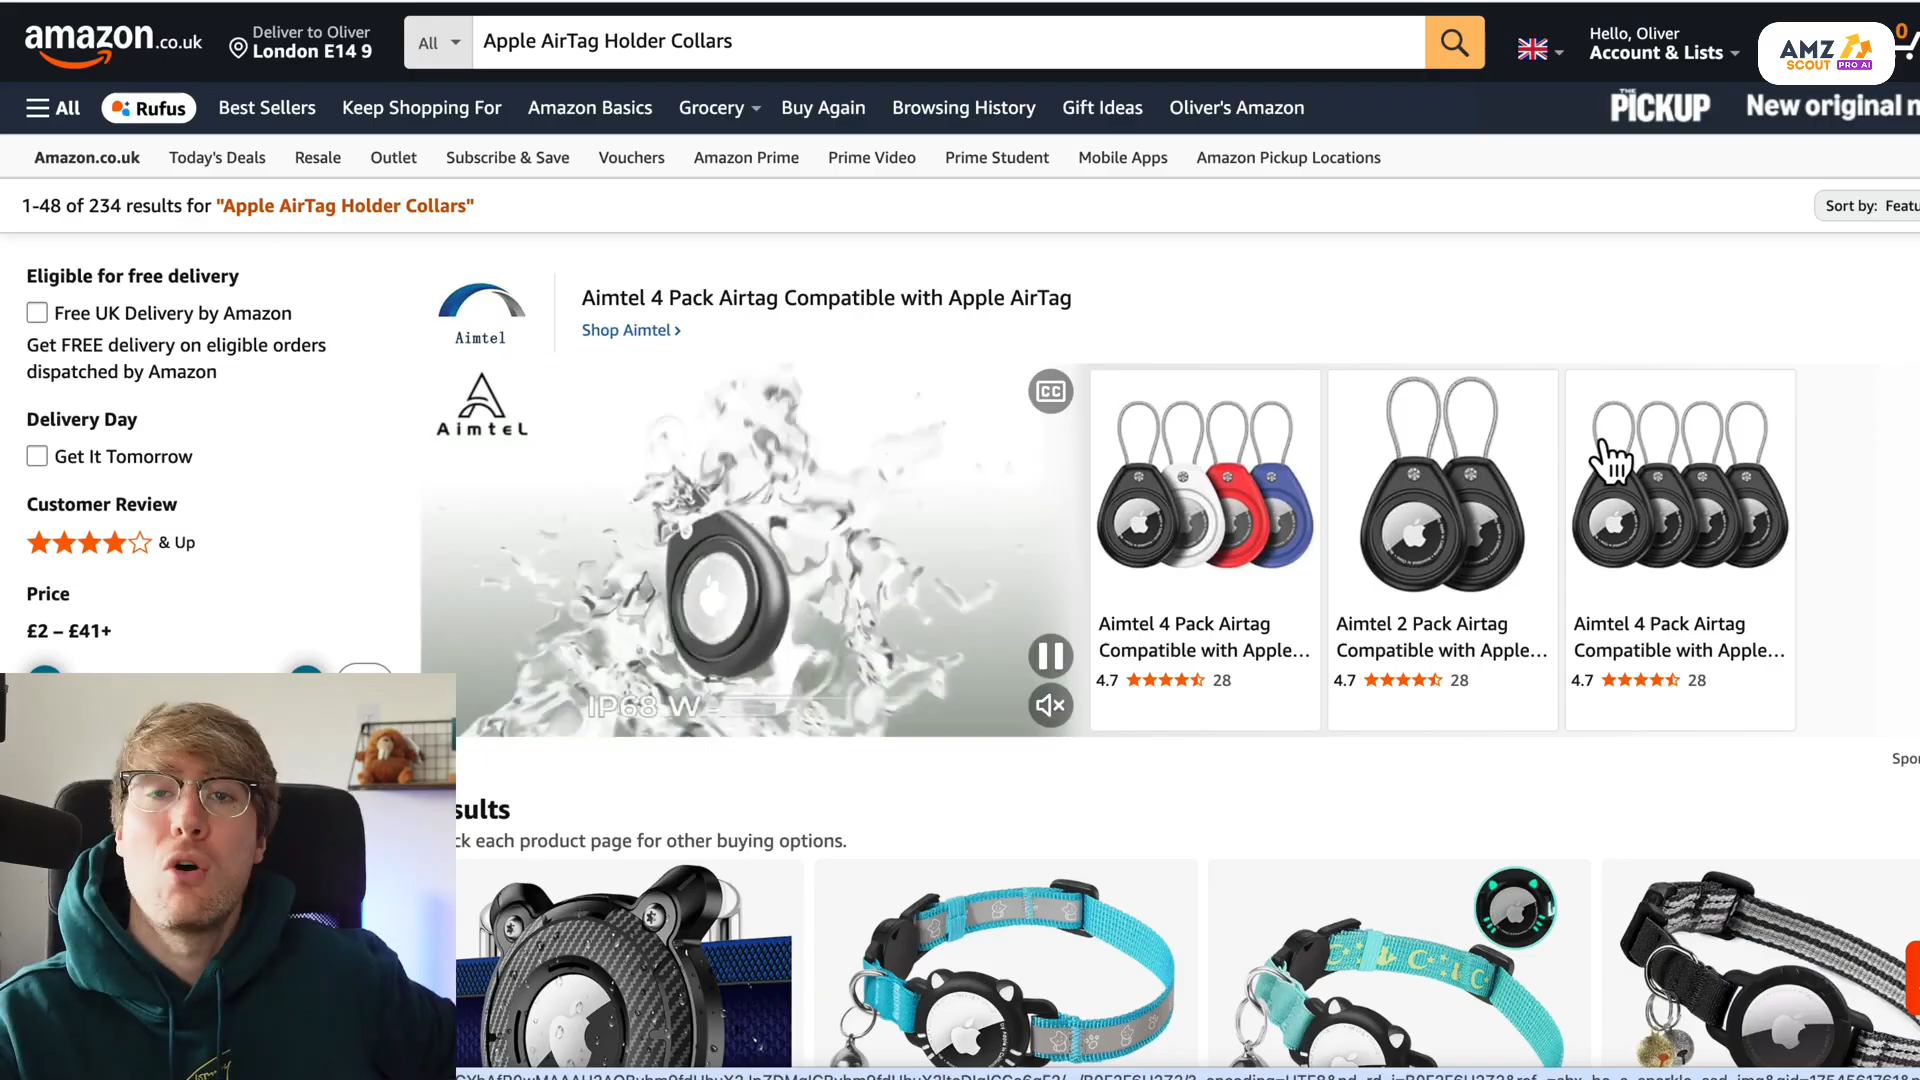 amazon.co.uk
Deliver to Oliver
London E14 9
All
Apple AirTag Holder Collars
Hello, Oliver
Account & Lists
0
AMZ
SCOUT PRO AI
All
Rufus
Best Sellers
Keep Shopping For
Amazon Basics
Grocery
Buy Again
Browsing History
Gift Ideas
Oliver's Amazon
THE PICKUP
New original
Amazon.co.uk
Today's Deals
Resale
Outlet
Subscribe & Save
Vouchers
Amazon Prime
Prime Video
Prime Student
Mobile Apps
Amazon Pickup Locations
1-48 of 234 results for "Apple AirTag Holder Collars"
Sort by: Featu
Eligible for free delivery
Free UK Delivery by Amazon
Get FREE delivery on eligible orders
dispatched by Amazon
Delivery Day
Get It Tomorrow
Customer Review
& Up
Price
£2 – £41+
Aimtel
Aimtel 4 Pack Airtag Compatible with Apple AirTag
Shop Aimtel ›
AimtEL
CC
IP68 W
Aimtel 4 Pack Airtag
Compatible with Apple...
4.7 28
Aimtel 2 Pack Airtag
Compatible with Apple...
4.7 28
Aimtel 4 Pack Airtag
Compatible with Apple...
4.7 28
Spon
sults
ck each product page for other buying options.